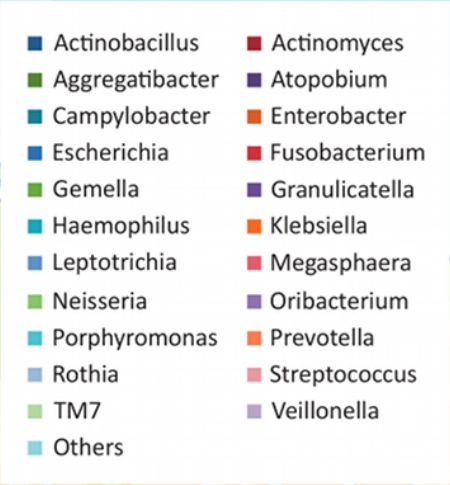 Actinobacillus Actinomyces
Aggregatibacter Atopobium
Campylobacter Enterobacter
Escherichia Fusobacterium
Gemella Granulicatella
Haemophilus Klebsiella
Leptotrichia Megasphaera
Neisseria Oribacterium
Porphyromonas Prevotella
Rothia Streptococcus
TM7 Veillonella
Others